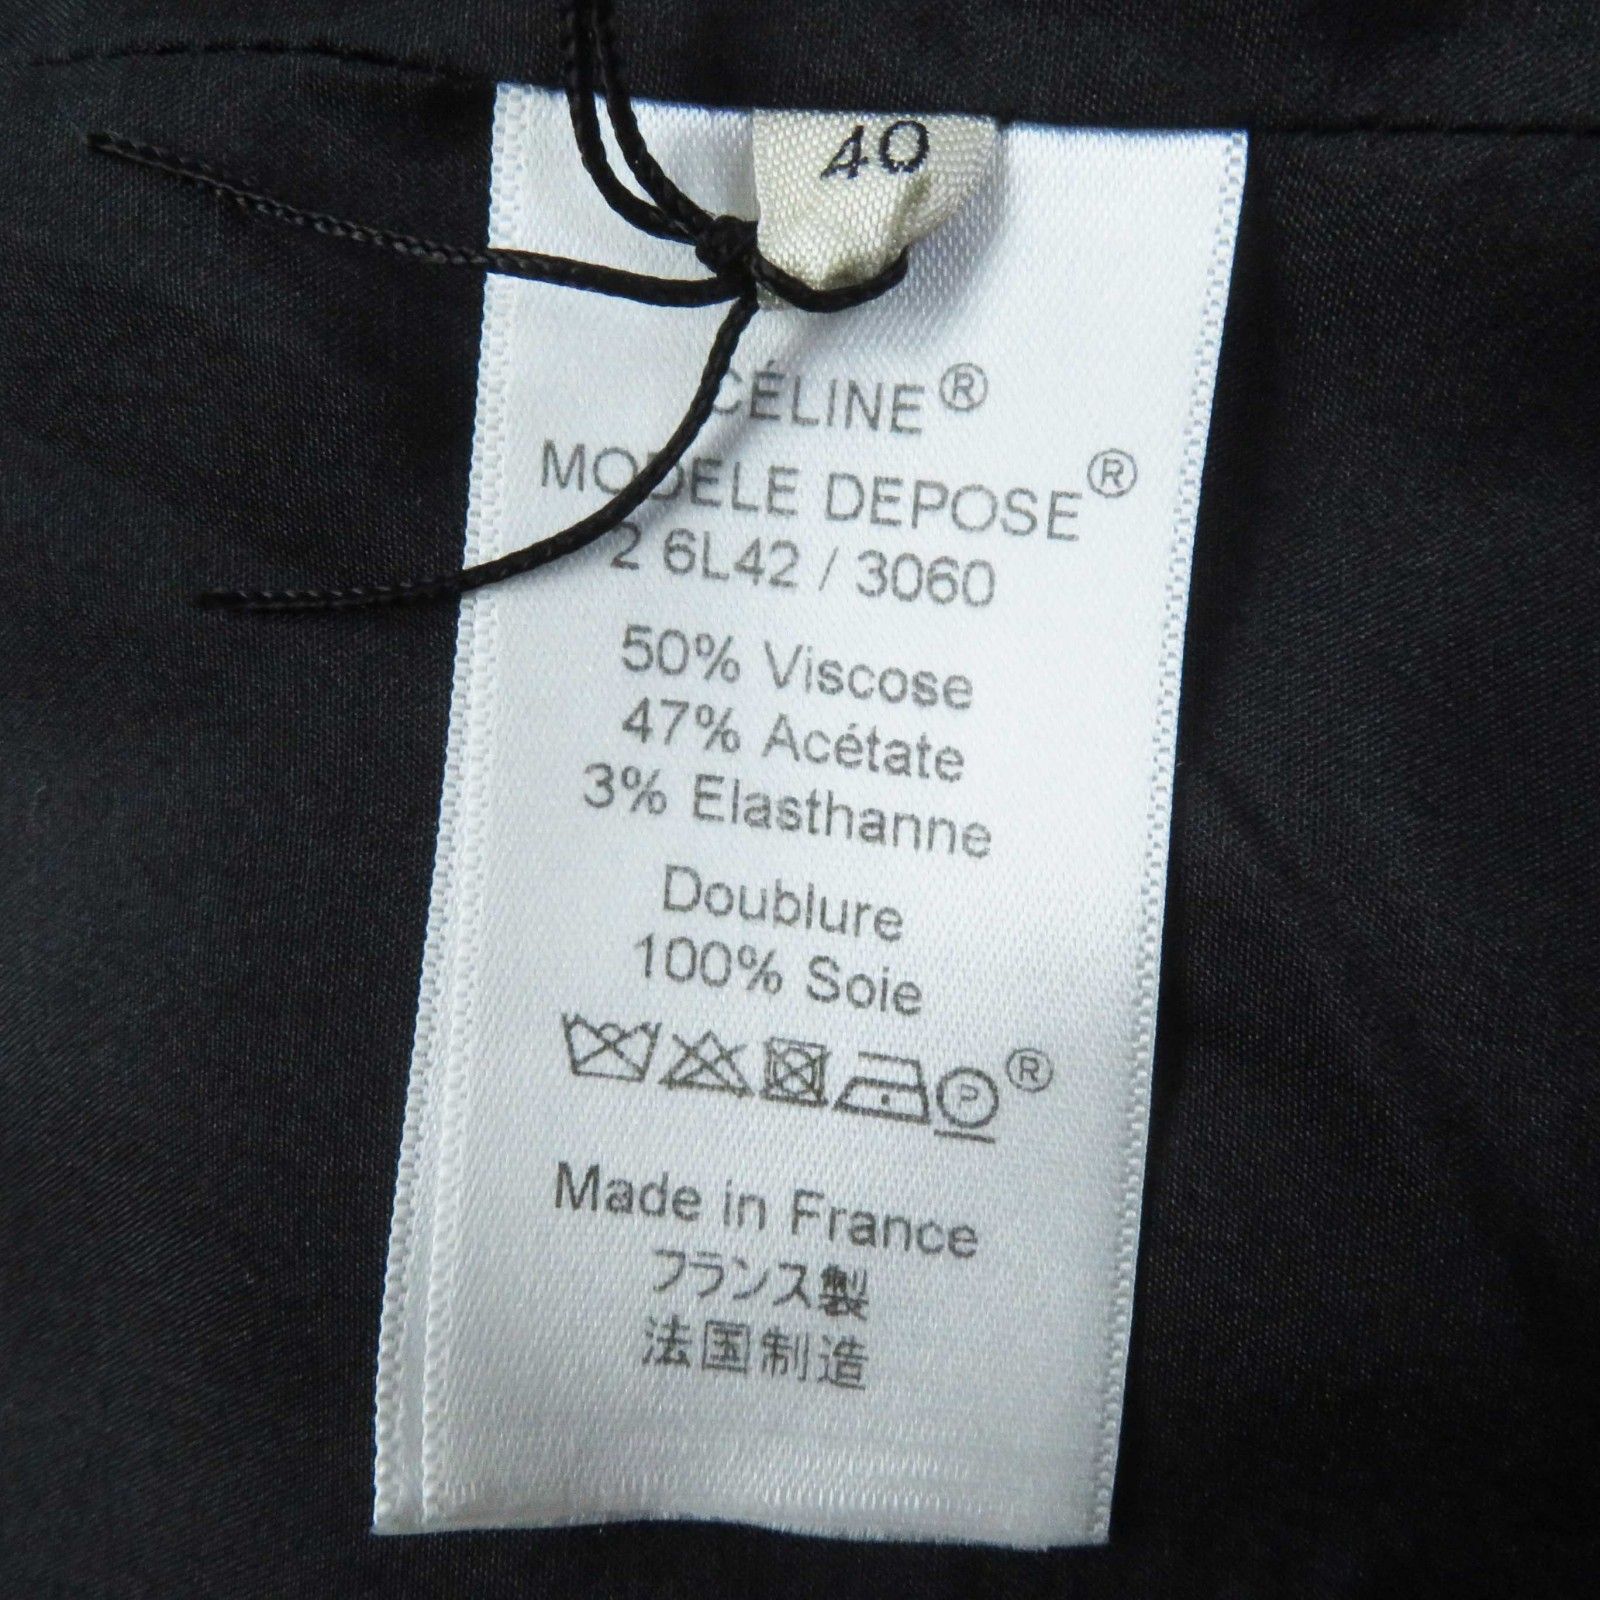 40
CÉLINE®
MODELE DEPOSE®
2 6L42 / 3060
50% Viscose
47% Acétate
3% Elasthanne
Doublure
100% Soie
P ®
Made in France
フランス製
法国制造